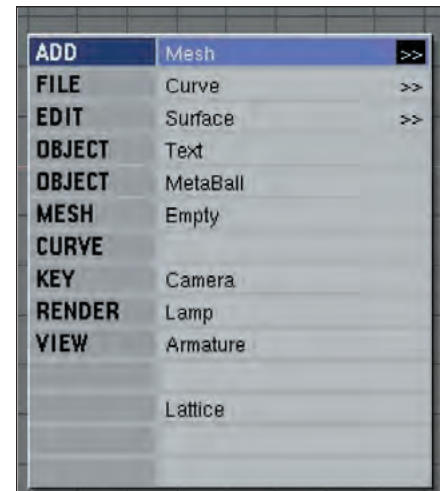 ADD Mesh >>
FILE Curve >>
EDIT Surface >>
OBJECT Text
OBJECT MetaBall
MESH Empty
CURVE
KEY Camera
RENDER Lamp
VIEW Armature
Lattice